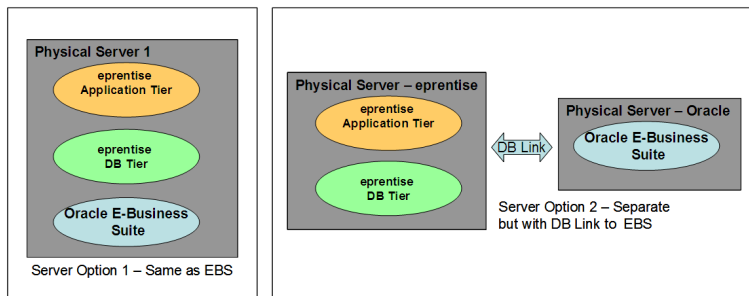 Physical Server 1
eprentise
Application Tier
eprentise
DB Tier
Oracle E-Business
Suite
Server Option 1 – Same as EBS
Physical Server – eprentise
eprentise
Application Tier
eprentise
DB Tier
DB Link
Physical Server – Oracle
Oracle E-Business
Suite
Server Option 2 – Separate
but with DB Link to EBS